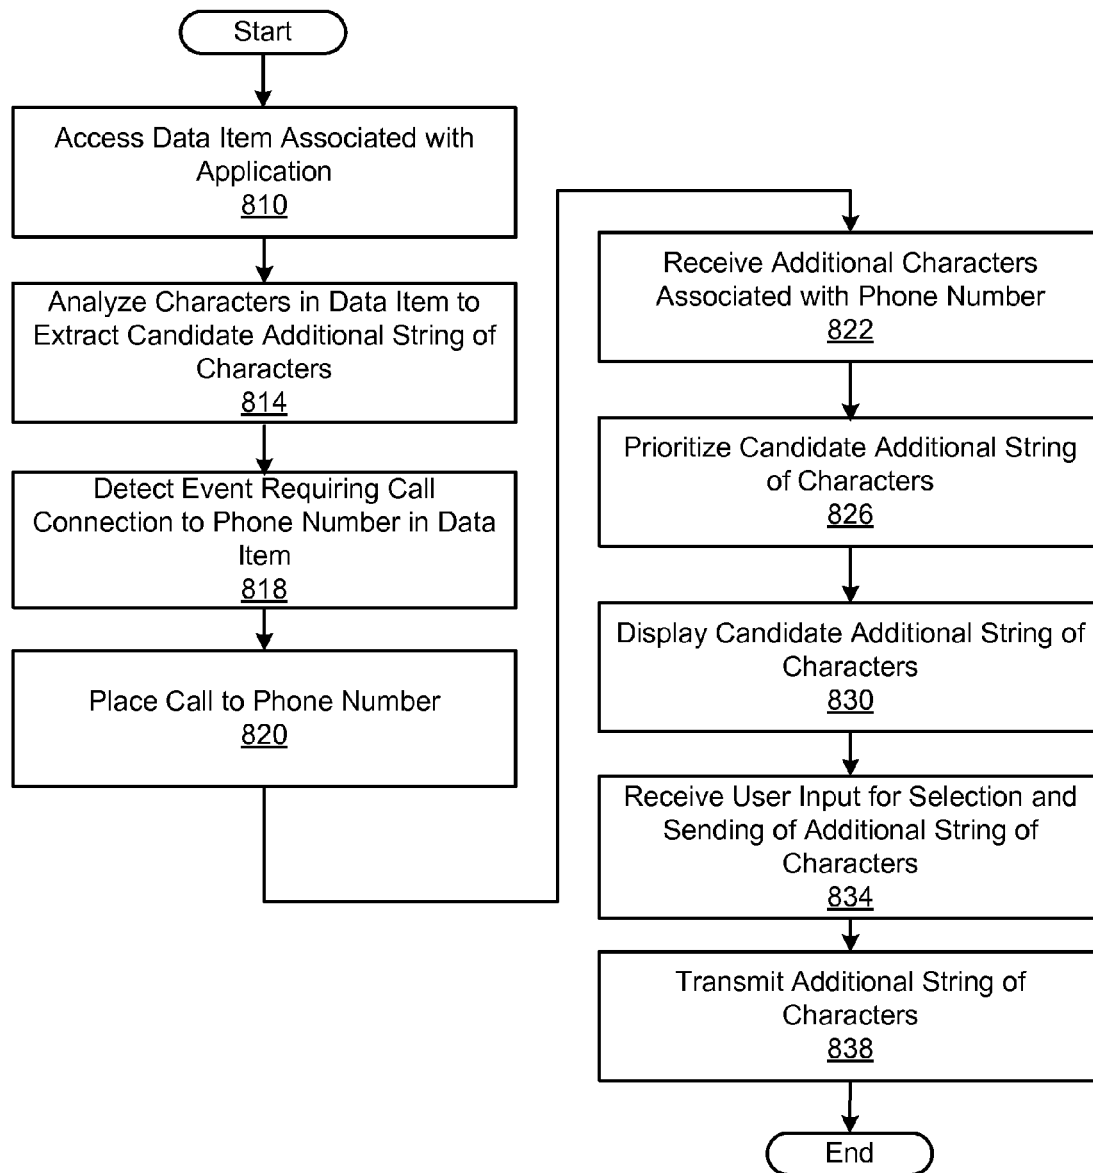 Start
Access Data Item Associated with
Application
810
Analyze Characters in Data Item to
Extract Candidate Additional String of
Characters
814
Detect Event Requiring Call
Connection to Phone Number in Data
Item
818
Place Call to Phone Number
820
Receive Additional Characters
Associated with Phone Number
822
Prioritize Candidate Additional String
of Characters
826
Display Candidate Additional String of
Characters
830
Receive User Input for Selection and
Sending of Additional String of
Characters
834
Transmit Additional String of
Characters
838
End